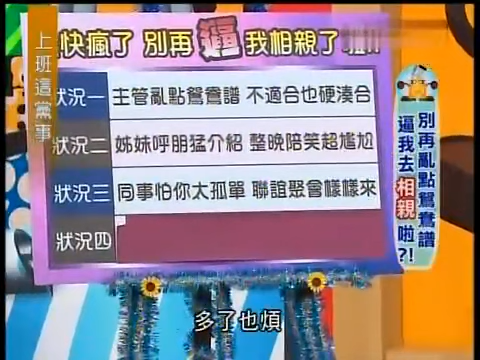 上班這黨事
快瘋了 別再逼我相親了 啦!!
狀況一 主管亂點鴛鴦譜 不適合也硬湊合
狀況二 姊妹呼朋猛介紹 整晚陪笑超尷尬
狀況三 同事怕你太孤單 聯誼聚會樣樣來
狀況四
別再亂點鴛鴦譜
逼我去相親啦?!
多了也煩